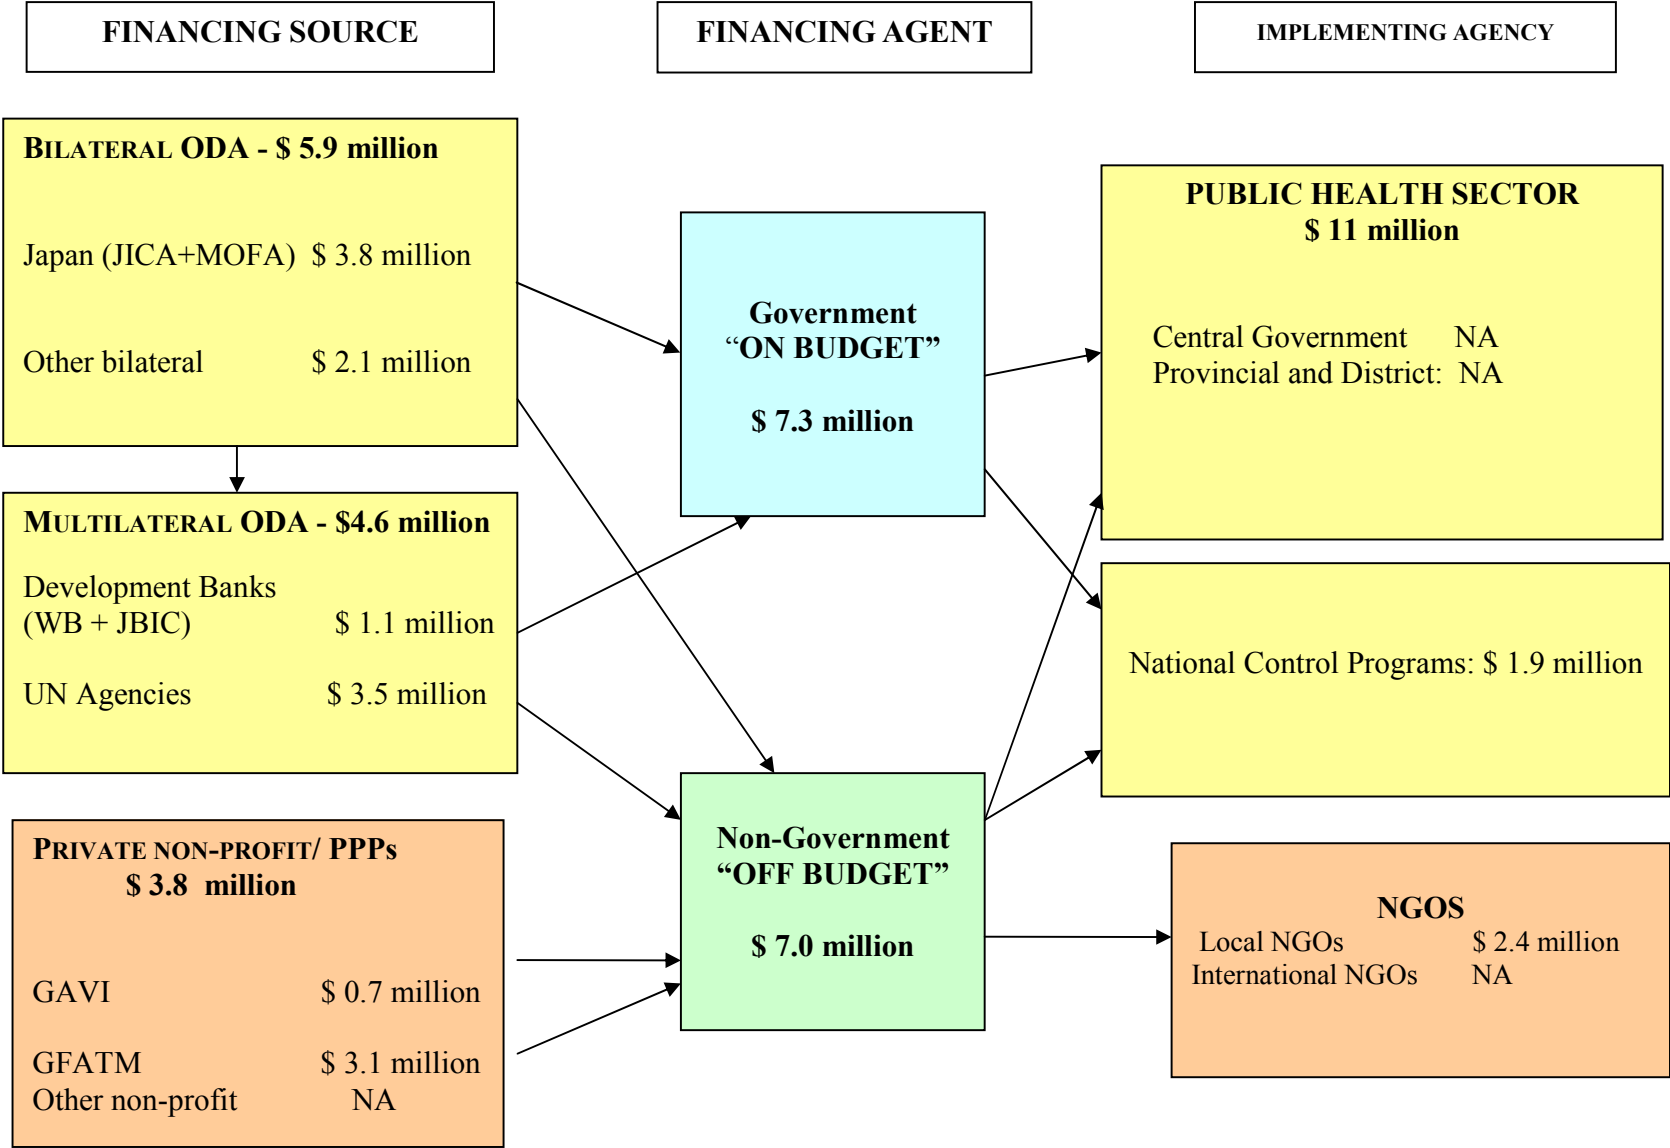 FINANCING SOURCE
FINANCING AGENT
IMPLEMENTING AGENCY
BILATERAL ODA - $ 5.9 million
Japan (JICA+MOFA) $ 3.8 million
Other bilateral $ 2.1 million
MULTILATERAL ODA - $4.6 million
Development Banks
(WB + JBIC) $ 1.1 million
UN Agencies $ 3.5 million
PRIVATE NON-PROFIT/ PPPs
$ 3.8 million
GAVI $ 0.7 million
GFATM $ 3.1 million
Other non-profit NA
Government
“ON BUDGET”
$ 7.3 million
Non-Government
“OFF BUDGET”
$ 7.0 million
PUBLIC HEALTH SECTOR
$ 11 million
Central Government NA
Provincial and District: NA
National Control Programs: $ 1.9 million
NGOS
Local NGOs $ 2.4 million
International NGOs NA